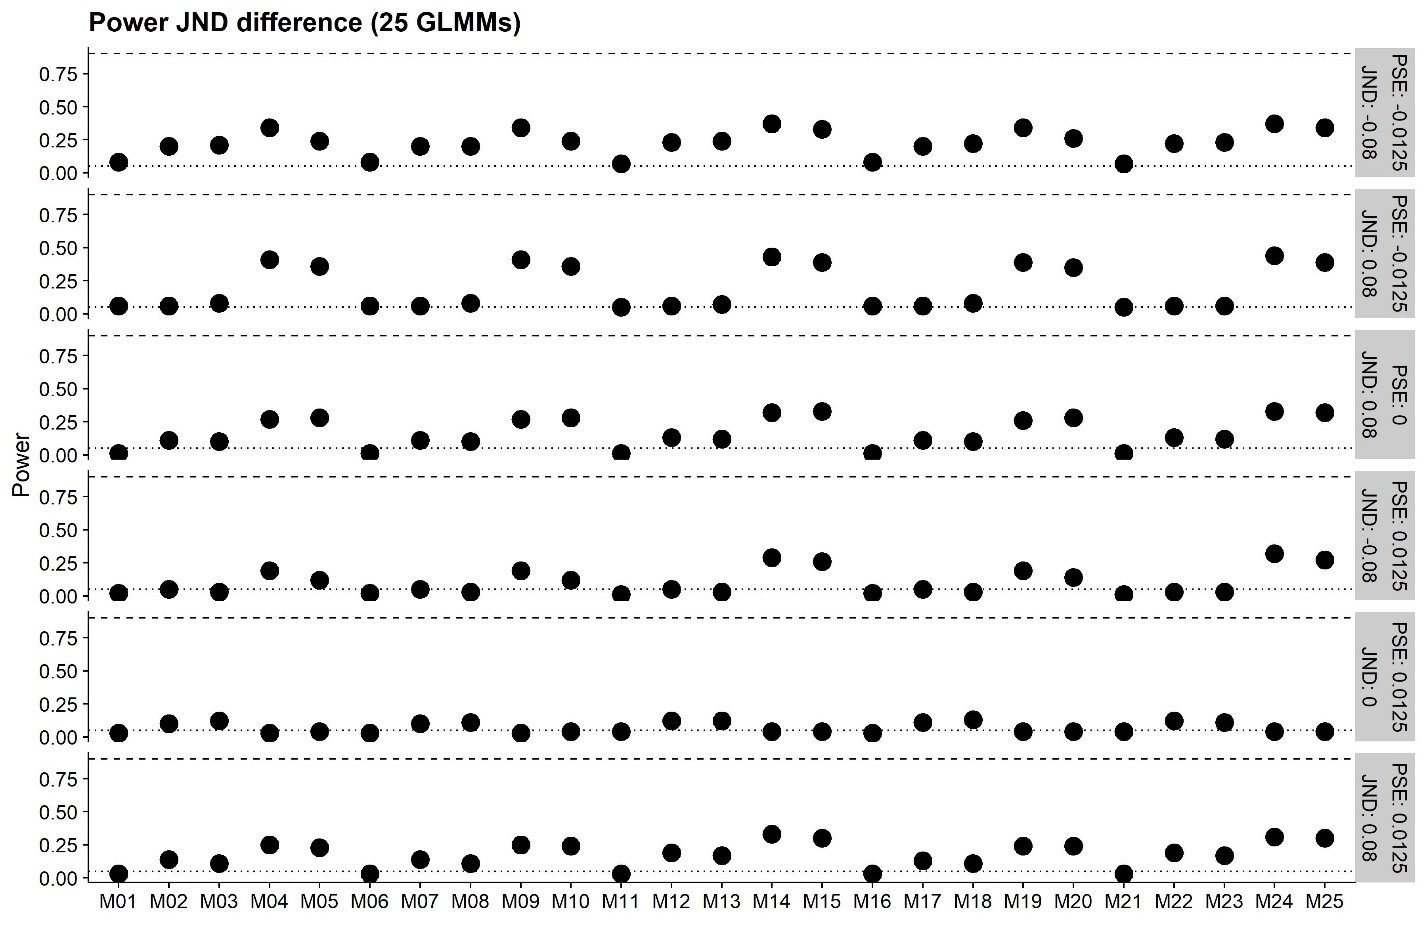 Power JND difference (25 GLMMs)
Power
0.75
0.50
0.25
0.00
PSE: -0.0125
JND: -0.08
0.75
0.50
0.25
0.00
PSE: -0.0125
JND: 0.08
0.75
0.50
0.25
0.00
PSE: 0
JND: 0.08
0.75
0.50
0.25
0.00
PSE: 0.0125
JND: -0.08
0.75
0.50
0.25
0.00
PSE: 0.0125
JND: 0
0.75
0.50
0.25
0.00
PSE: 0.0125
JND: 0.08
M01 M02 M03 M04 M05 M06 M07 M08 M09 M10 M11 M12 M13 M14 M15 M16 M17 M18 M19 M20 M21 M22 M23 M24 M25